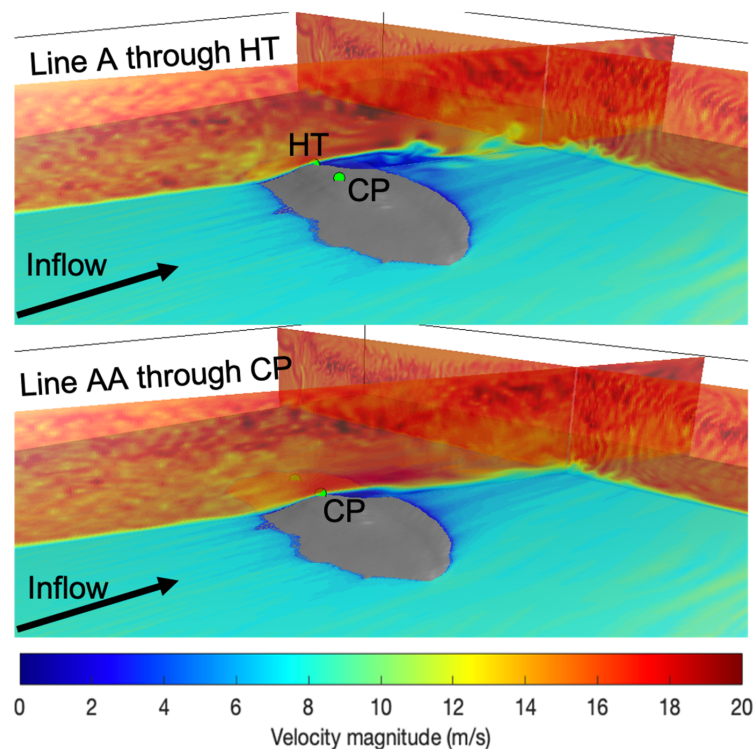 Line A through HT
HT
CP
Inflow
Line AA through CP
CP
Inflow
0 2 4 6 8 10 12 14 16 18 20
Velocity magnitude (m/s)